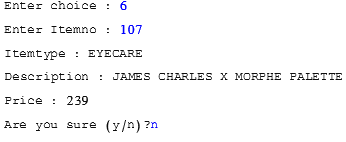 Enter choice : 6
Enter Itemno : 107
Itemtype : EYECARE
Description : JAMES CHARLES X MORPHE PALETTE
Price : 239
Are you sure (y/n)?n